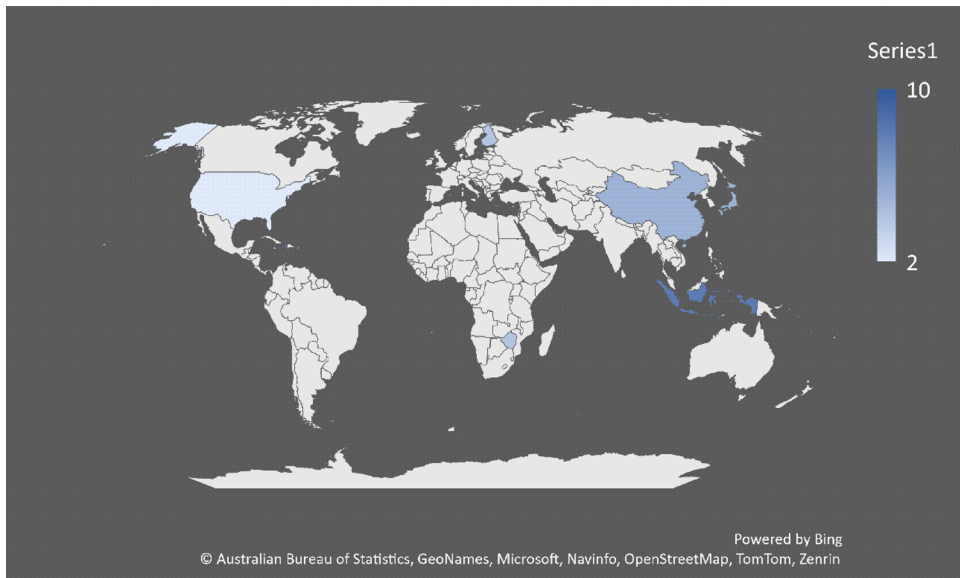 Series1
10
2
Powered by Bing
© Australian Bureau of Statistics, GeoNames, Microsoft, Navinfo, OpenStreetMap, TomTom, Zenrin